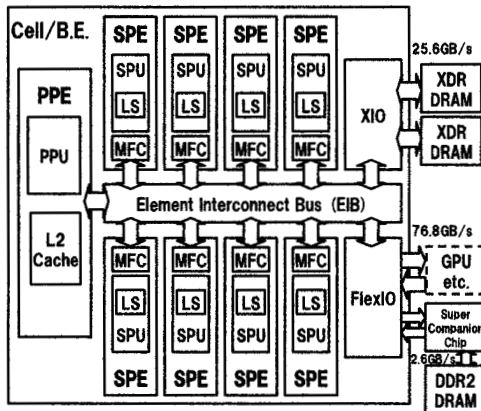 Cell/B.E.
SPE SPE SPE SPE
SPU SPU SPU SPU
LS LS LS LS
MFC MFC MFC MFC
PPE
PPU
L2
Cache
XIO
25.6GB/s
XDR
DRAM
XDR
DRAM
Element Interconnect Bus (EIB)
MFC MFC MFC MFC
LS LS LS LS
SPU SPU SPU SPU
SPE SPE SPE SPE
FlexIO
76.8GB/s
GPU
etc.
Super
Companion
Chip
2.6GB/s
DDR2
DRAM